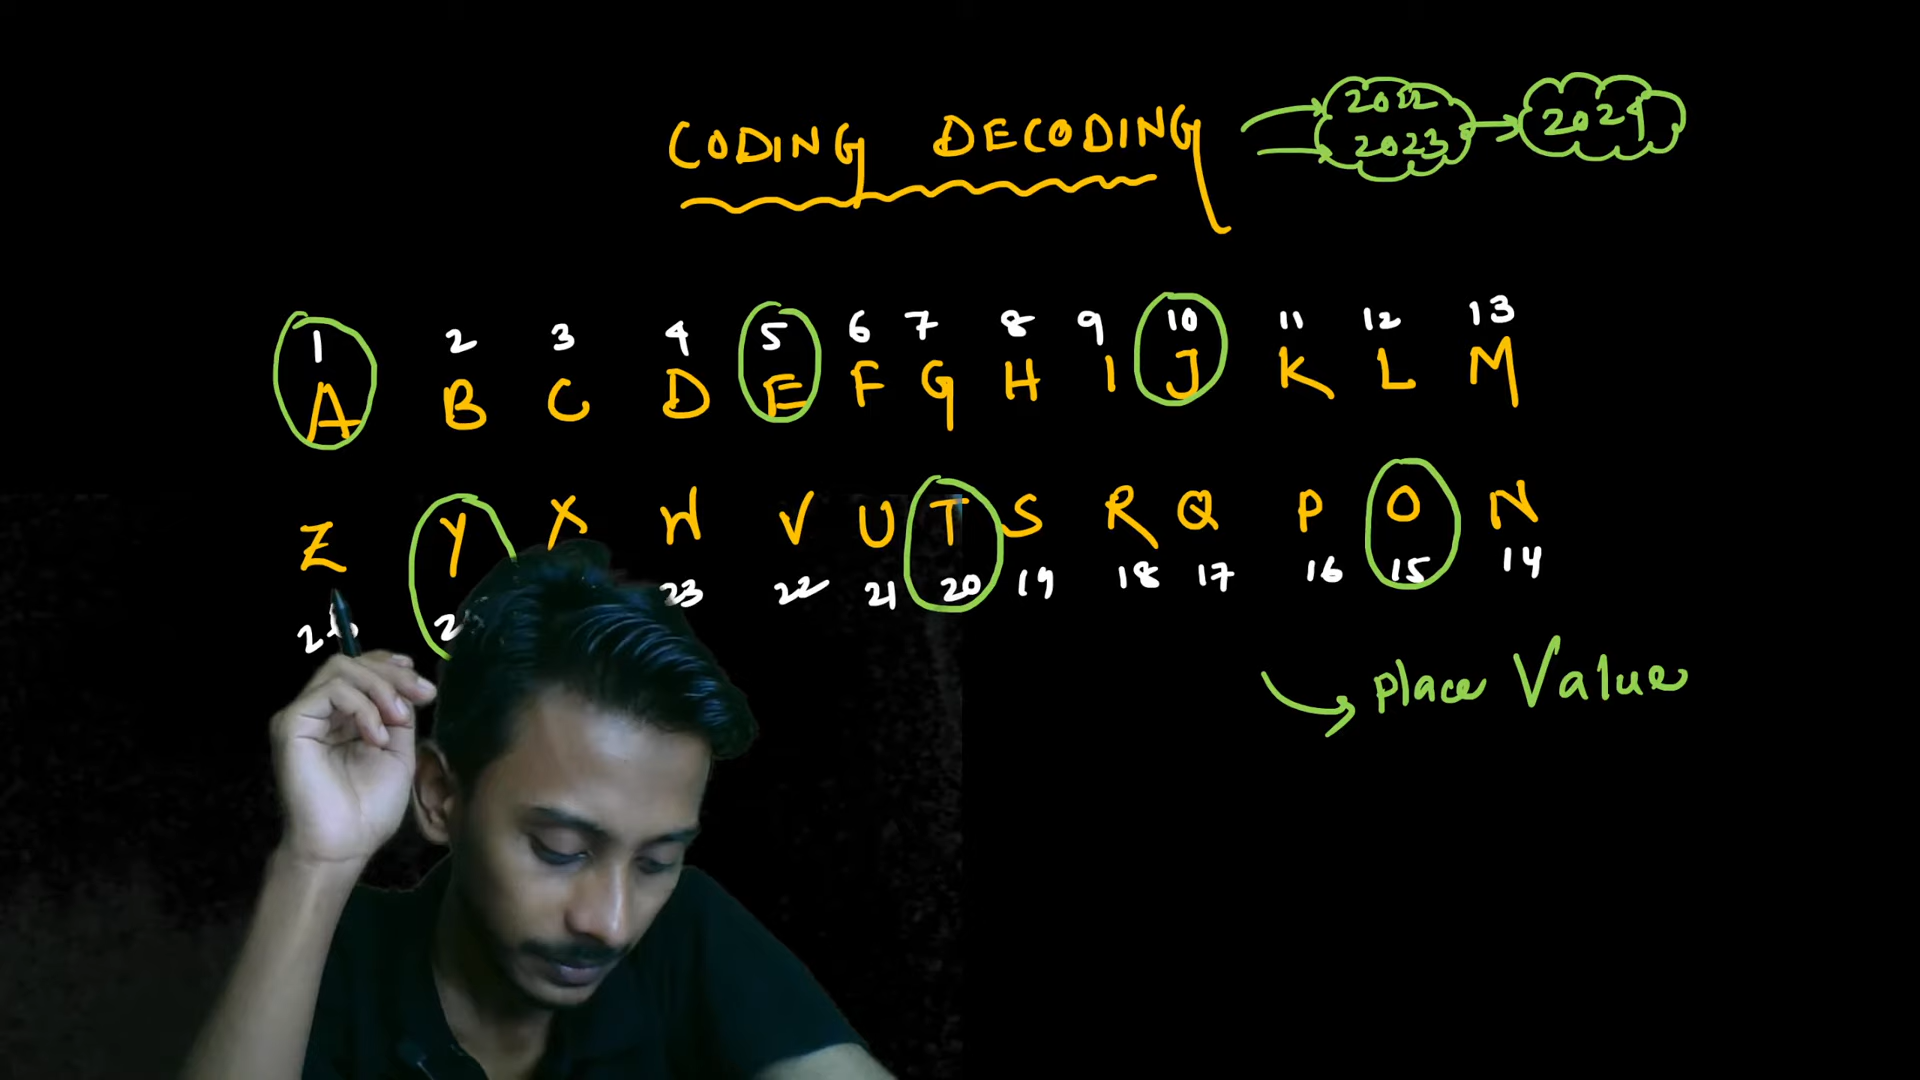 CODING DECODING
2022
2023
2024
1 2 3 4 5 6 7 8 9 10 11 12 13
A B C D E F G H I J K L M
Z Y X W V U T S R Q P O N
26 23 22 21 20 19 18 17 16 15 14
Place Value